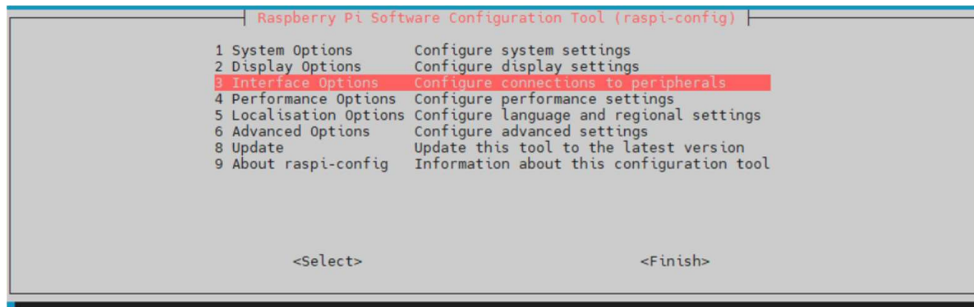 Raspberry Pi Software Configuration Tool (raspi-config)
1 System Options Configure system settings
2 Display Options Configure display settings
3 Interface Options Configure connections to peripherals
4 Performance Options Configure performance settings
5 Localisation Options Configure language and regional settings
6 Advanced Options Configure advanced settings
8 Update Update this tool to the latest version
9 About raspi-config Information about this configuration tool
<Select> <Finish>